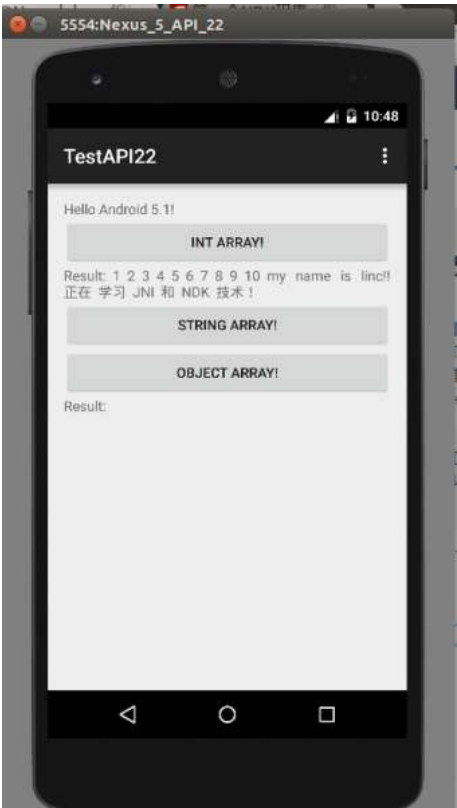 5554:Nexus_5_API_22
10:48
TestAPI22
Hello Android 5.1!
INT ARRAY!
Result: 1 2 3 4 5 6 7 8 9 10 my name is linc!!
正在 学习 JNI 和 NDK 技术！
STRING ARRAY!
OBJECT ARRAY!
Result: